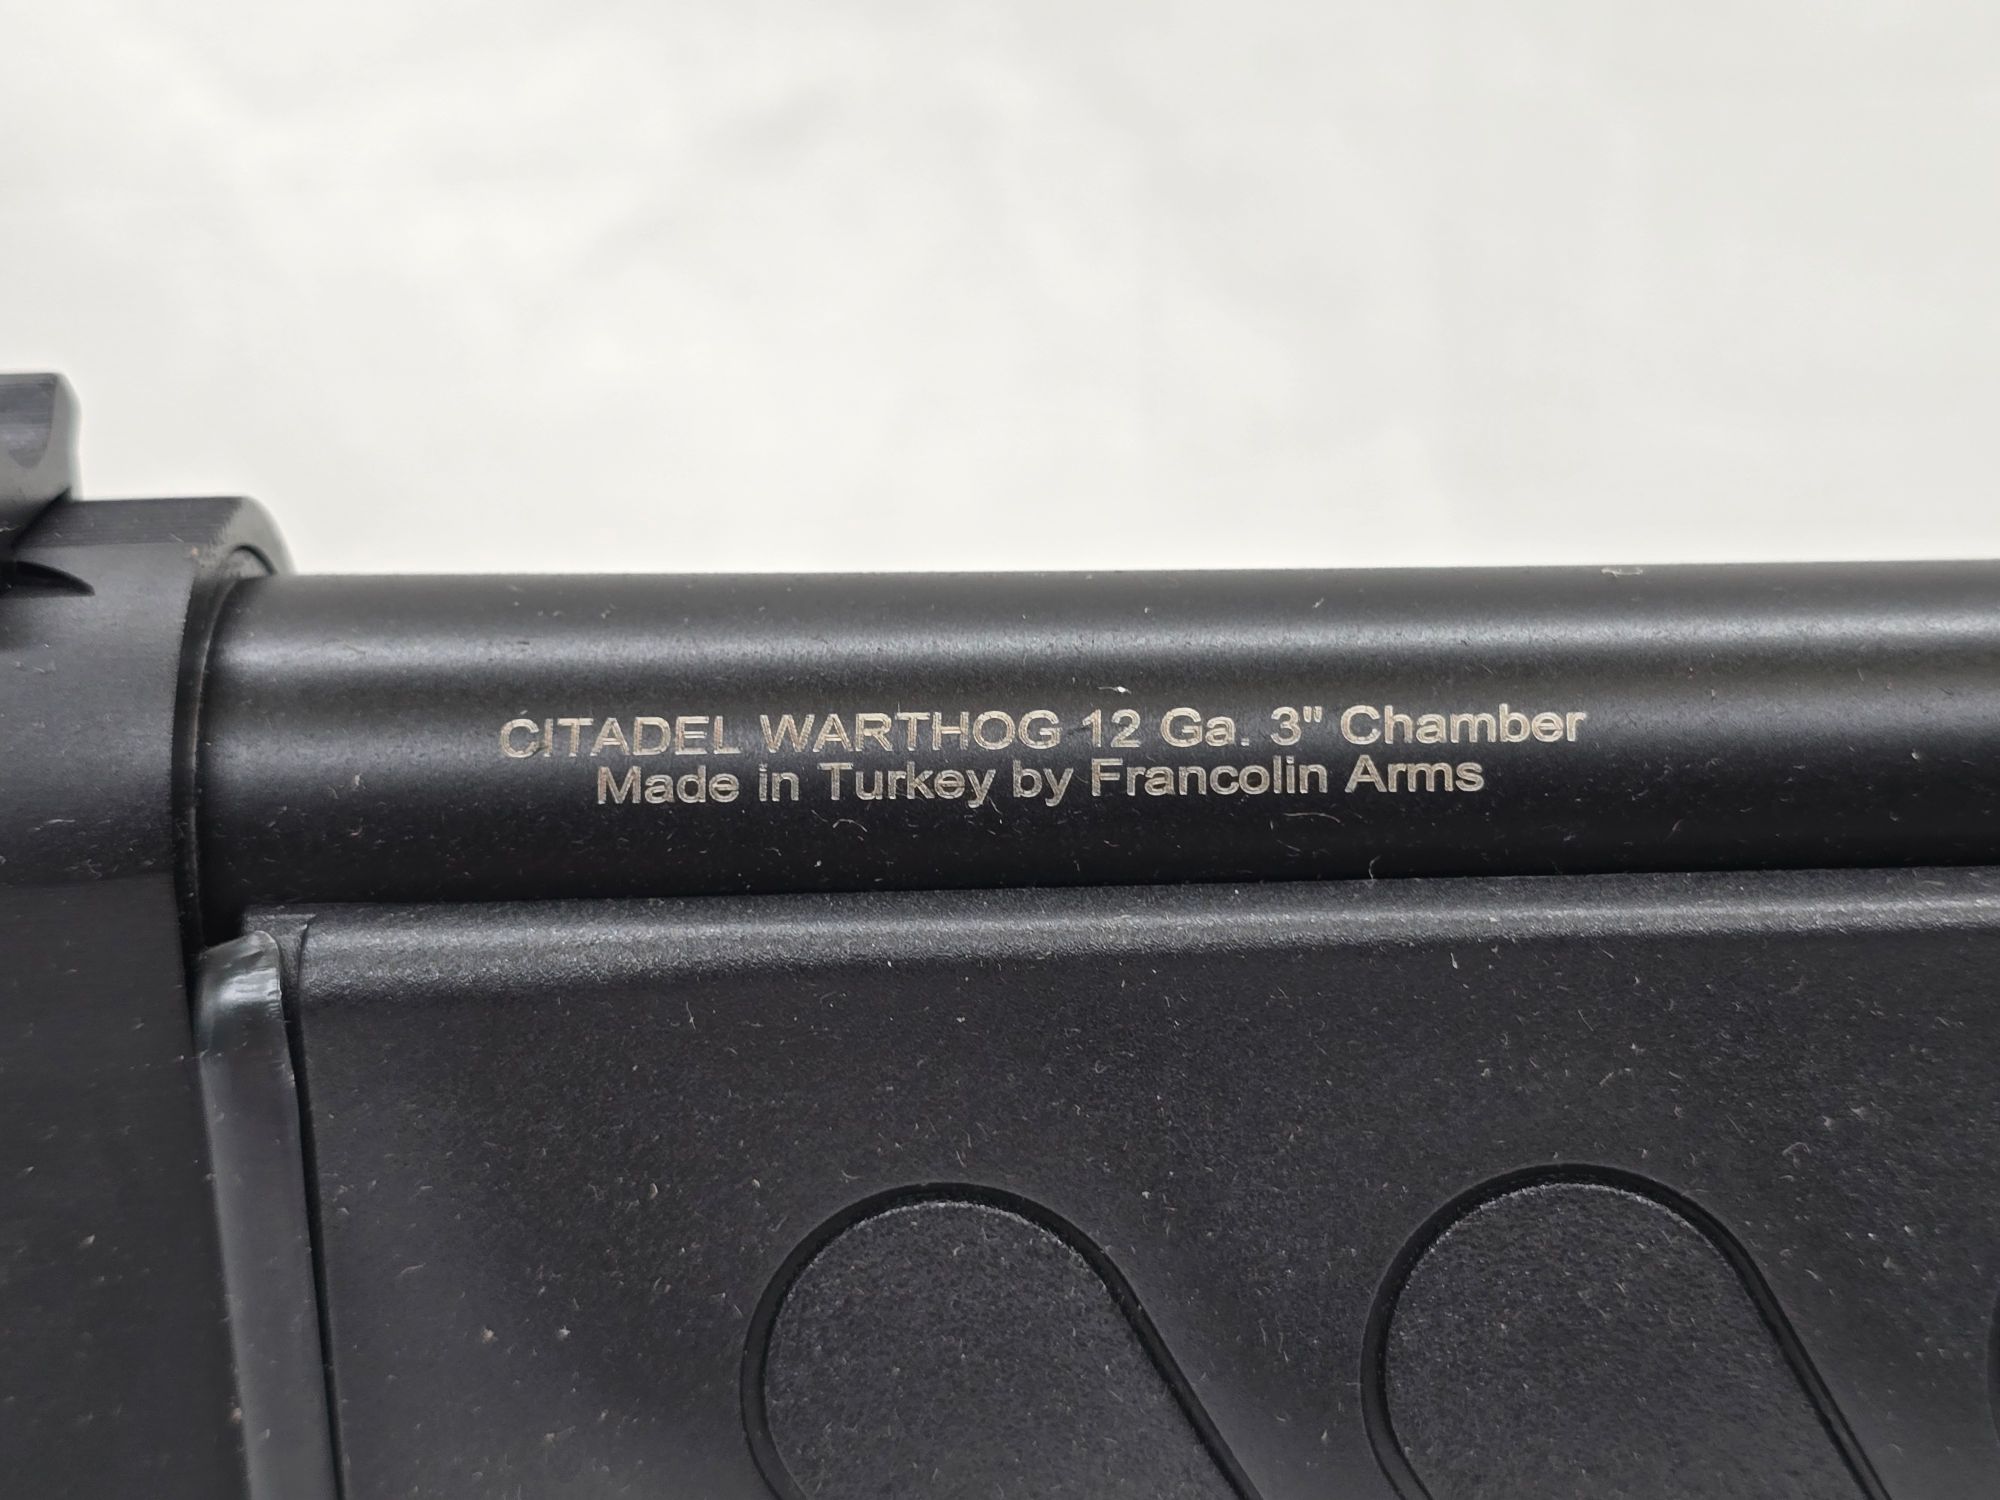 CITADEL WARTHOG 12 Ga. 3" Chamber
Made in Turkey by Francolin Arms